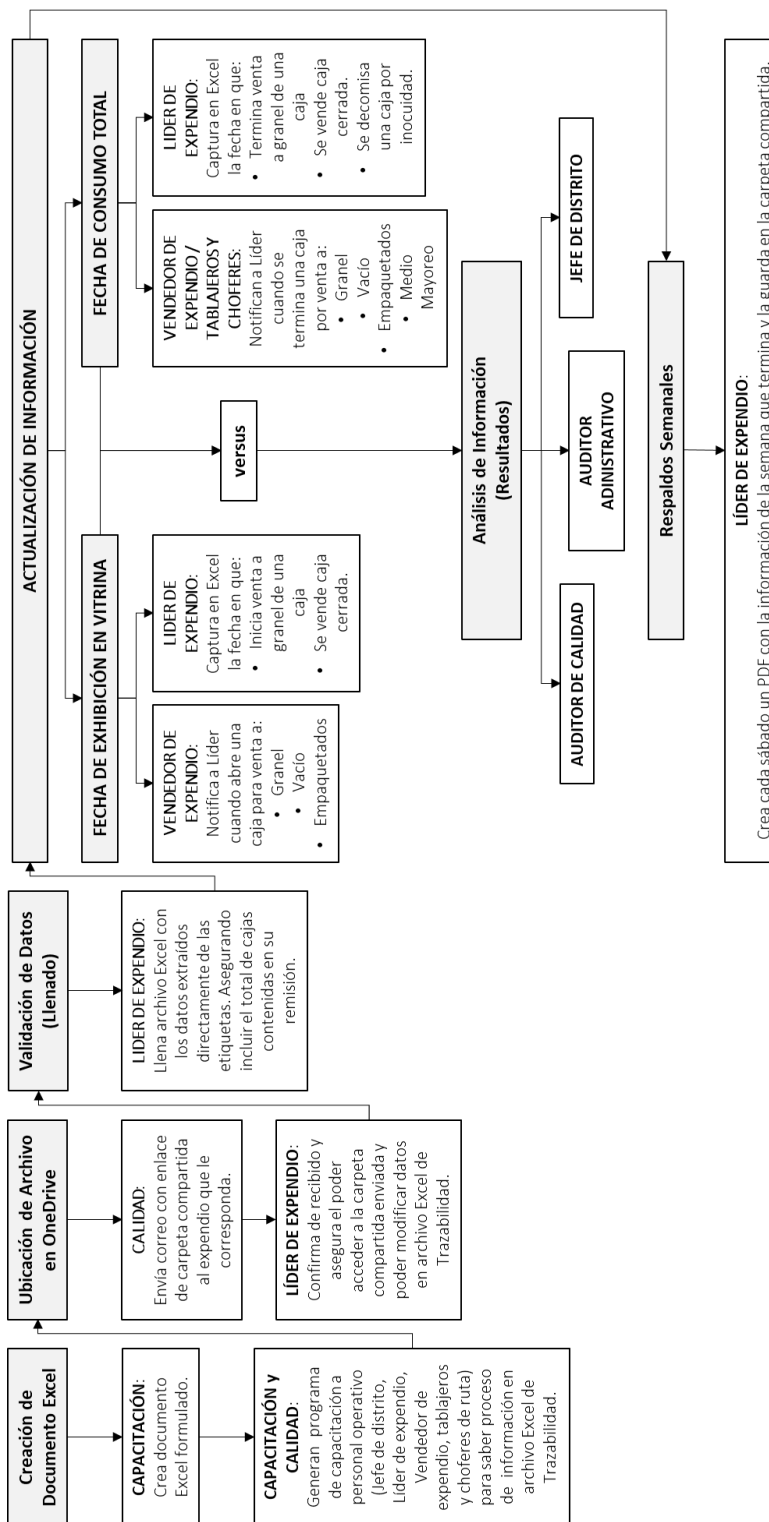 Creación de
Documento Excel
CAPACITACIÓN:
Crea documento
Excel formulado.
CAPACITACIÓN y
CALIDAD:
Generan programa
de capacitación a
personal operativo
(Jefe de distrito,
Líder de expendio,
Vendedor de
expendio, tablajeros
y choferes de ruta)
para saber proceso
de información en
archivo Excel de
Trazabilidad.
Ubicación de Archivo
en OneDrive
CALIDAD:
Envía correo con enlace
de carpeta compartida
al expendio que le
corresponda.
LÍDER DE EXPENDIO:
Confirma de recibido y
asegura el poder
acceder a la carpeta
compartida enviada y
poder modificar datos
en archivo Excel de
Trazabilidad.
Validación de Datos
(Llenado)
LIDER DE EXPENDIO:
Llena archivo Excel con
los datos extraídos
directamente de las
etiquetas. Asegurando
incluir el total de cajas
contenidas en su
remisión.
ACTUALIZACIÓN DE INFORMACIÓN
FECHA DE EXHIBICIÓN EN VITRINA
VENDEDOR DE
EXPENDIO:
Notifica a Líder
cuando abre una
caja para venta a:
• Granel
• Vacío
• Empaquetados
LIDER DE
EXPENDIO:
Captura en Excel
la fecha en que:
• Inicia venta a
granel de una
caja
• Se vende caja
cerrada.
versus
FECHA DE CONSUMO TOTAL
VENDEDOR DE
EXPENDIO /
TABLAJEROS Y
CHOFERES:
Notifican a Líder
cuando se
termina una caja
por venta a:
• Granel
• Vacío
• Empaquetados
• Medio
Mayoreo
LIDER DE
EXPENDIO:
Captura en Excel
la fecha en que:
• Termina venta
a granel de una
caja
• Se vende caja
cerrada.
• Se decomisa
una caja por
inocuidad.
Análisis de Información
(Resultados)
AUDITOR DE CALIDAD
AUDITOR
ADINISTRATIVO
JEFE DE DISTRITO
Respaldos Semanales
LÍDER DE EXPENDIO:
Crea cada sábado un PDF con la información de la semana que termina y la guarda en la carpeta compartida.